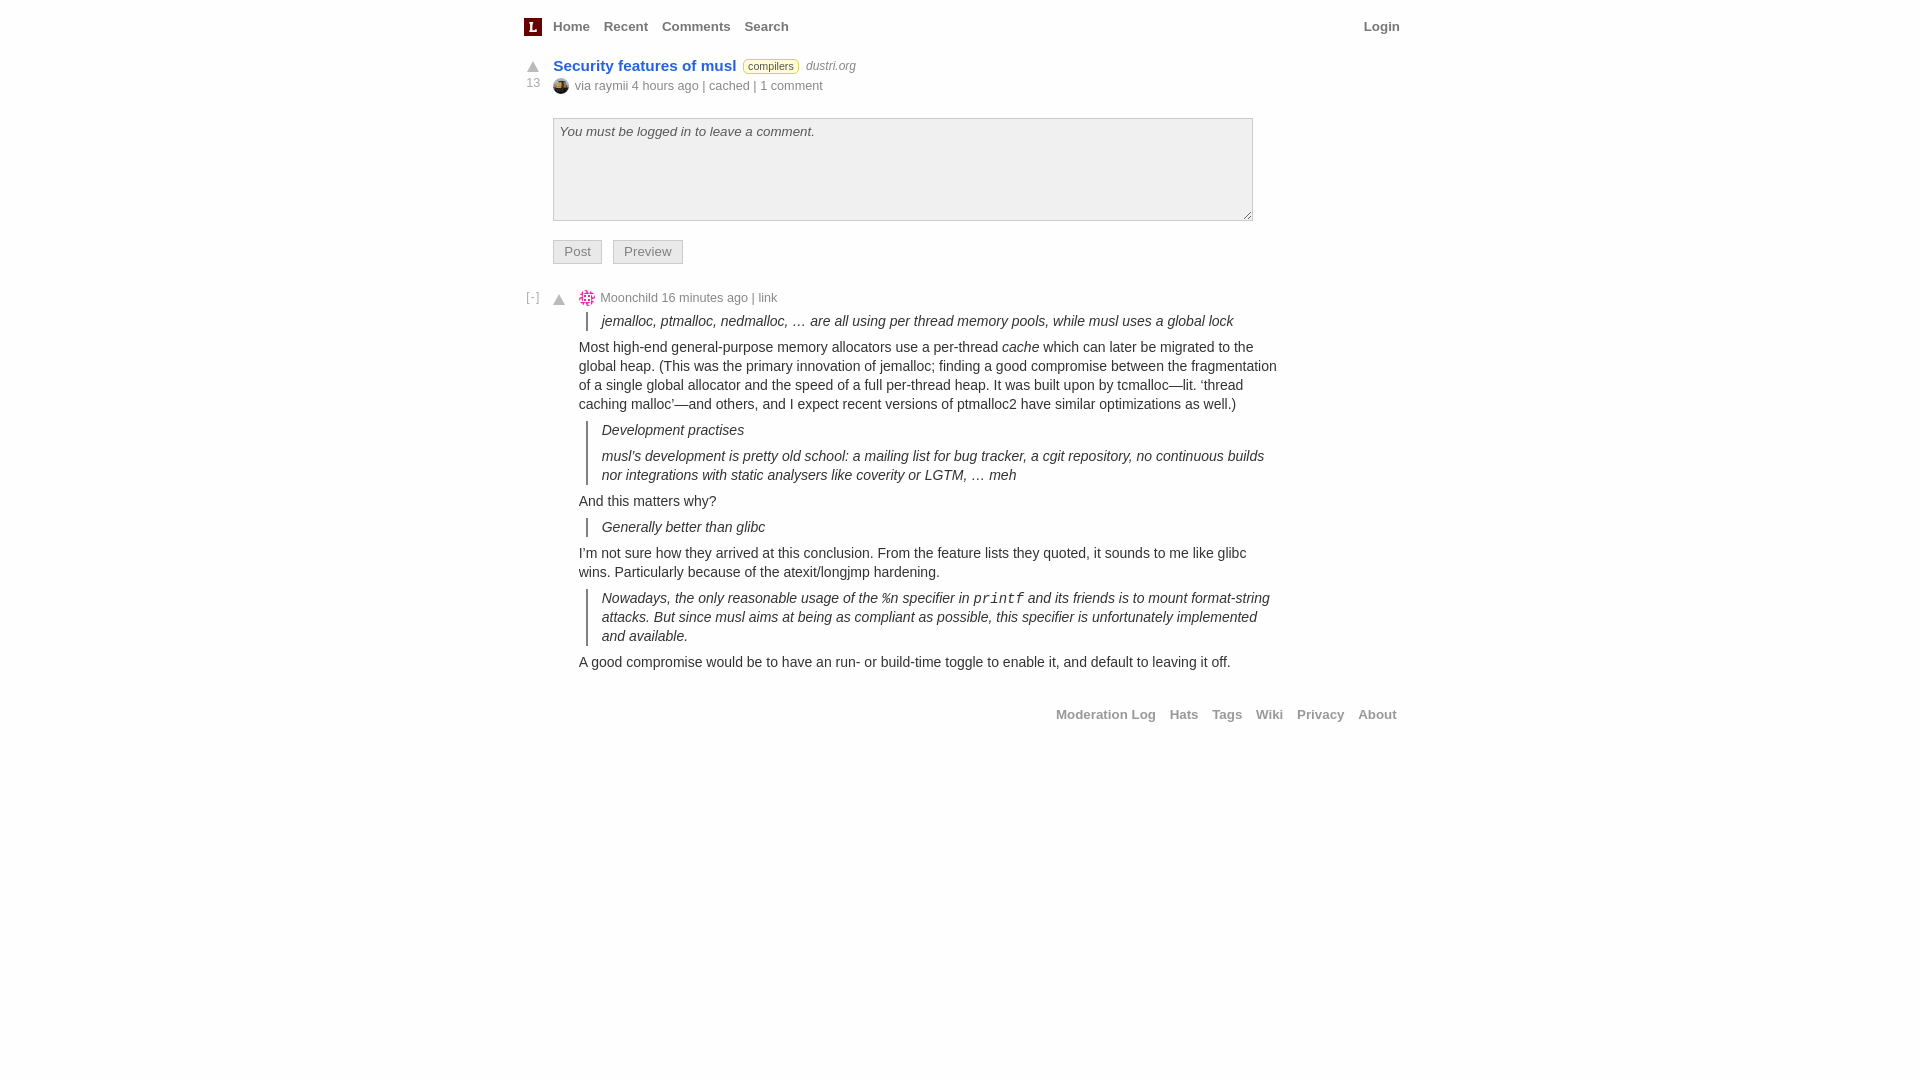 L Home Recent Comments Search Login
Security features of musl compilers dustri.org
13
via raymii 4 hours ago | cached | 1 comment
You must be logged in to leave a comment.
Post Preview
[-] Moonchild 16 minutes ago | link
jemalloc, ptmalloc, nedmalloc, … are all using per thread memory pools, while musl uses a global lock
Most high-end general-purpose memory allocators use a per-thread cache which can later be migrated to the
global heap. (This was the primary innovation of jemalloc; finding a good compromise between the fragmentation
of a single global allocator and the speed of a full per-thread heap. It was built upon by tcmalloc—lit. ‘thread
caching malloc’—and others, and I expect recent versions of ptmalloc2 have similar optimizations as well.)
Development practises
musl’s development is pretty old school: a mailing list for bug tracker, a cgit repository, no continuous builds
nor integrations with static analysers like coverity or LGTM, … meh
And this matters why?
Generally better than glibc
I’m not sure how they arrived at this conclusion. From the feature lists they quoted, it sounds to me like glibc
wins. Particularly because of the atexit/longjmp hardening.
Nowadays, the only reasonable usage of the %n specifier in printf and its friends is to mount format-string
attacks. But since musl aims at being as compliant as possible, this specifier is unfortunately implemented
and available.
A good compromise would be to have an run- or build-time toggle to enable it, and default to leaving it off.
Moderation Log Hats Tags Wiki Privacy About